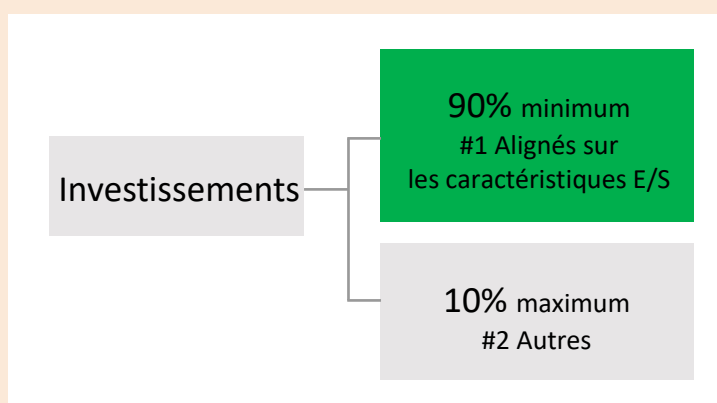 Investissements
90% minimum
#1 Alignés sur
les caractéristiques E/S
10% maximum
#2 Autres